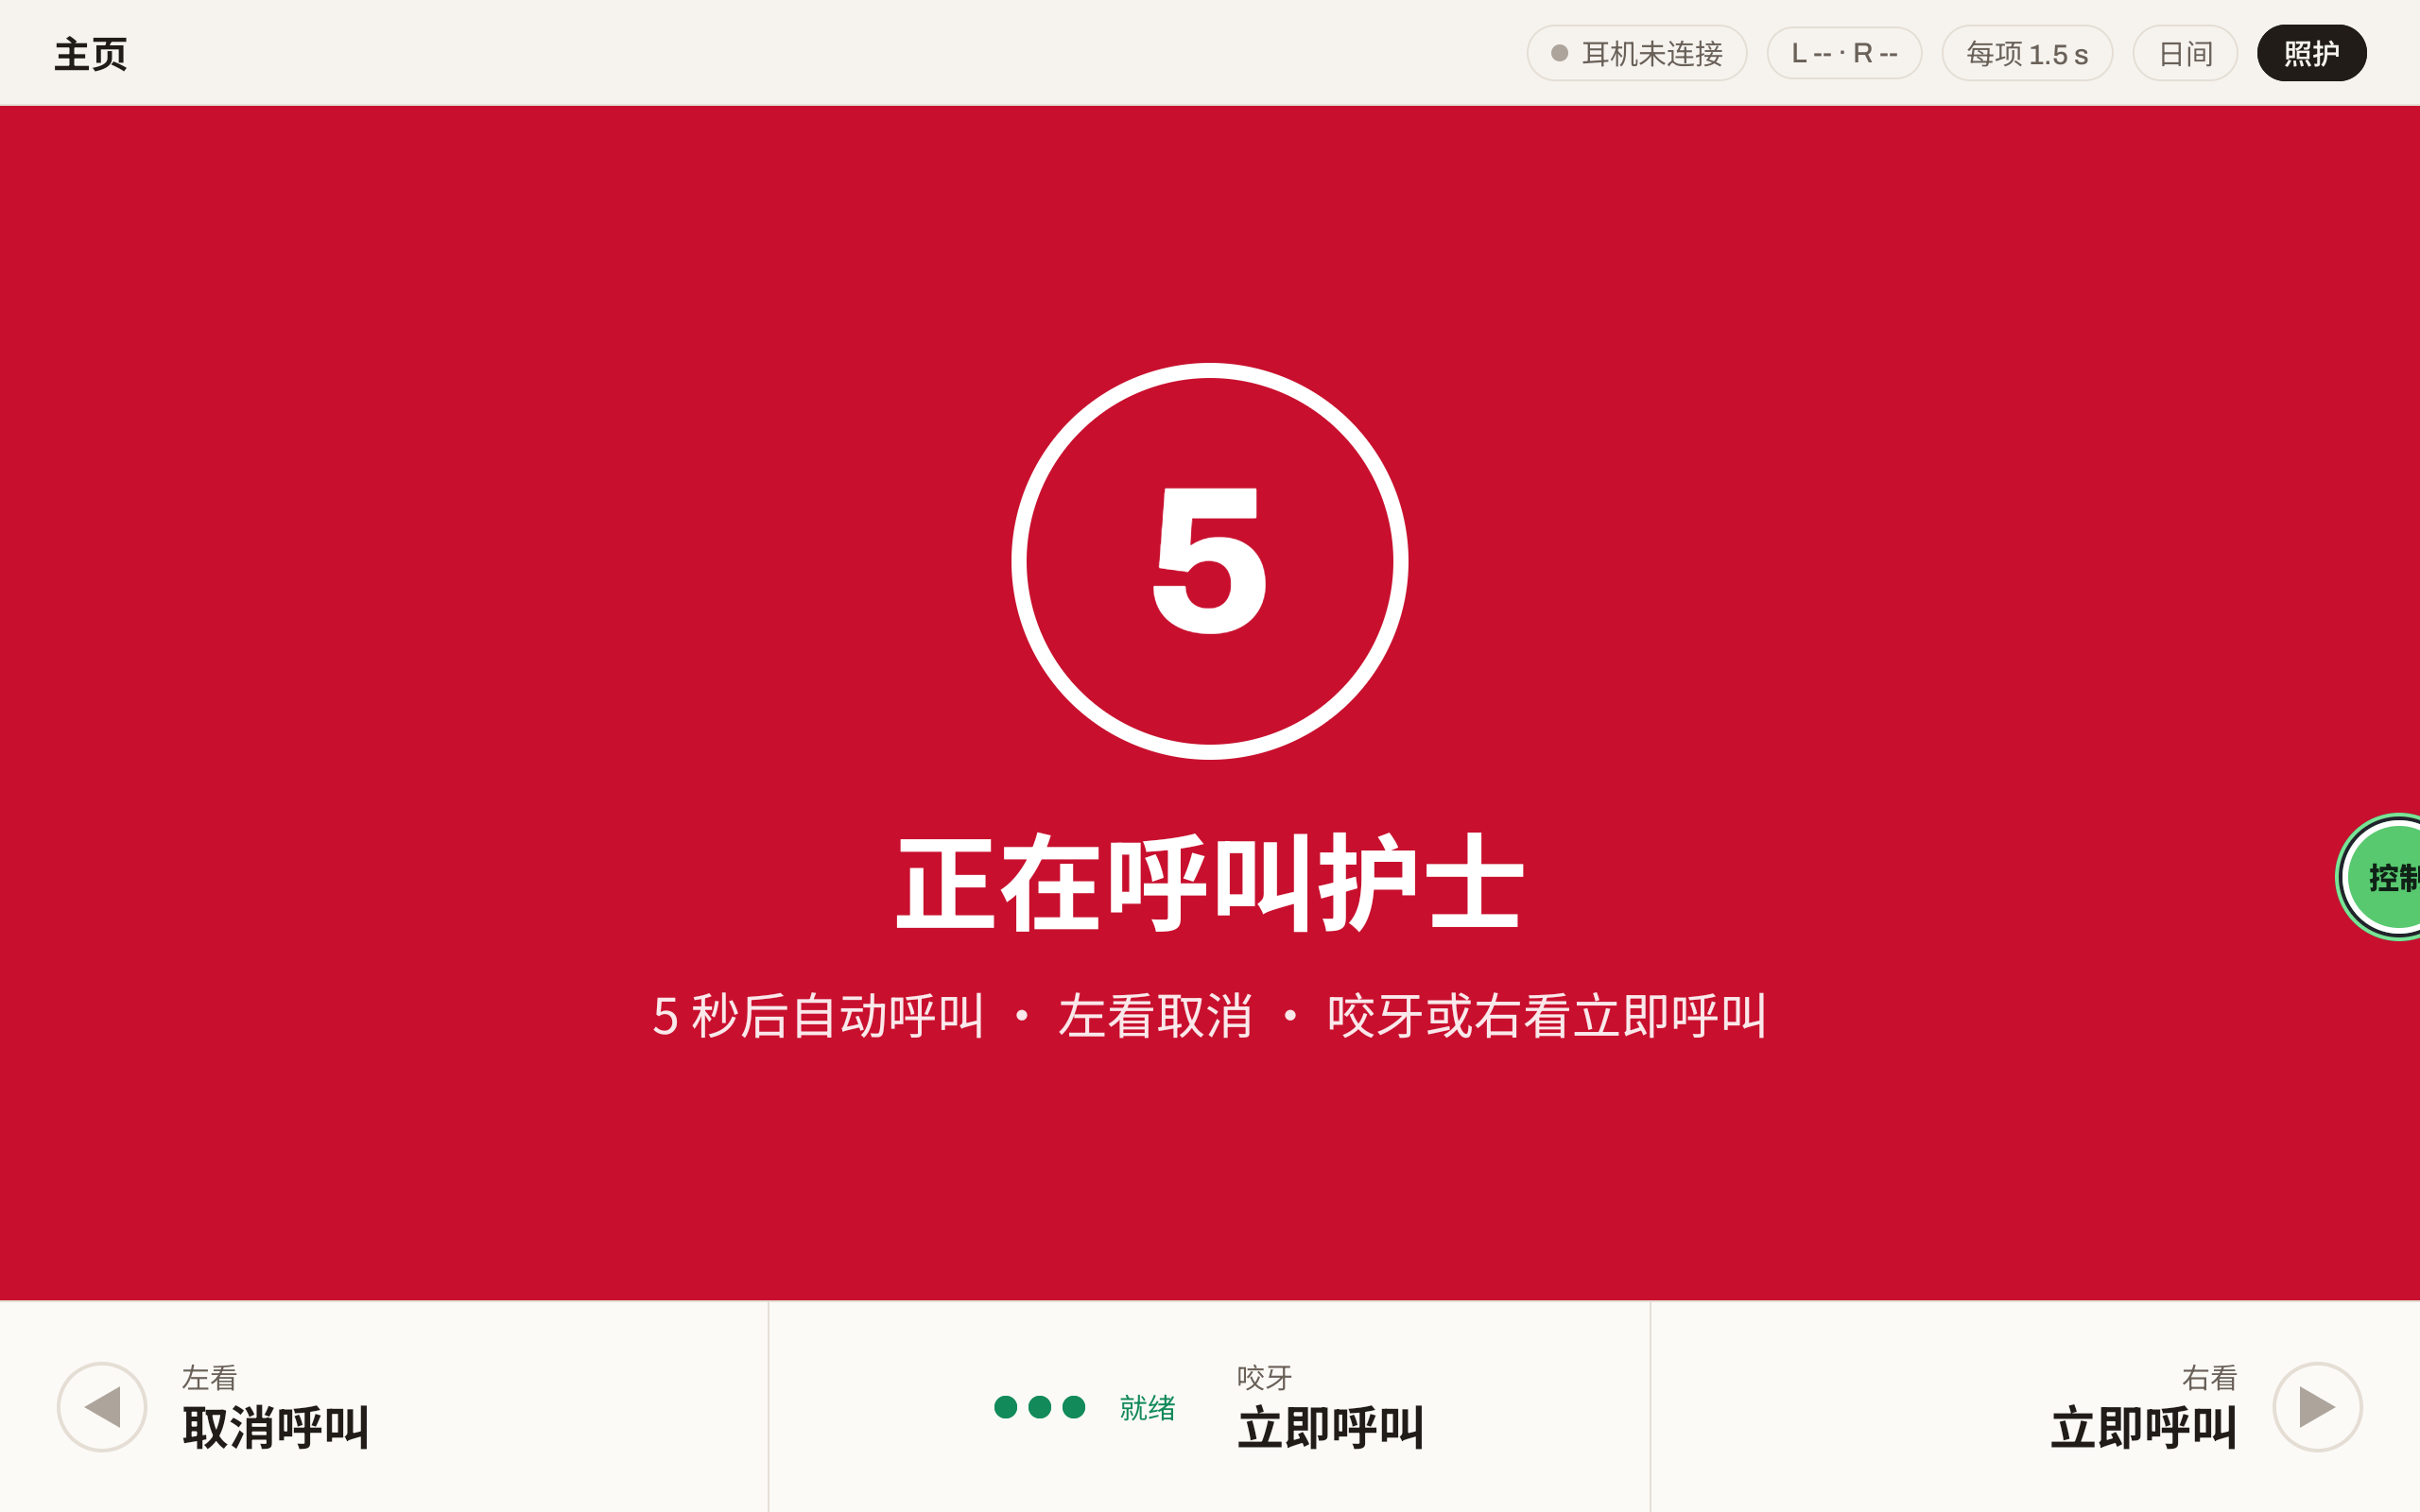 主页
耳机未连接
L -- · R --
每项 1.5 s
日间
照护
5
正在呼叫护士
5 秒后自动呼叫 · 左看取消 · 咬牙或右看立即呼叫
控制
左看
取消呼叫
就绪
咬牙
立即呼叫
右看
立即呼叫